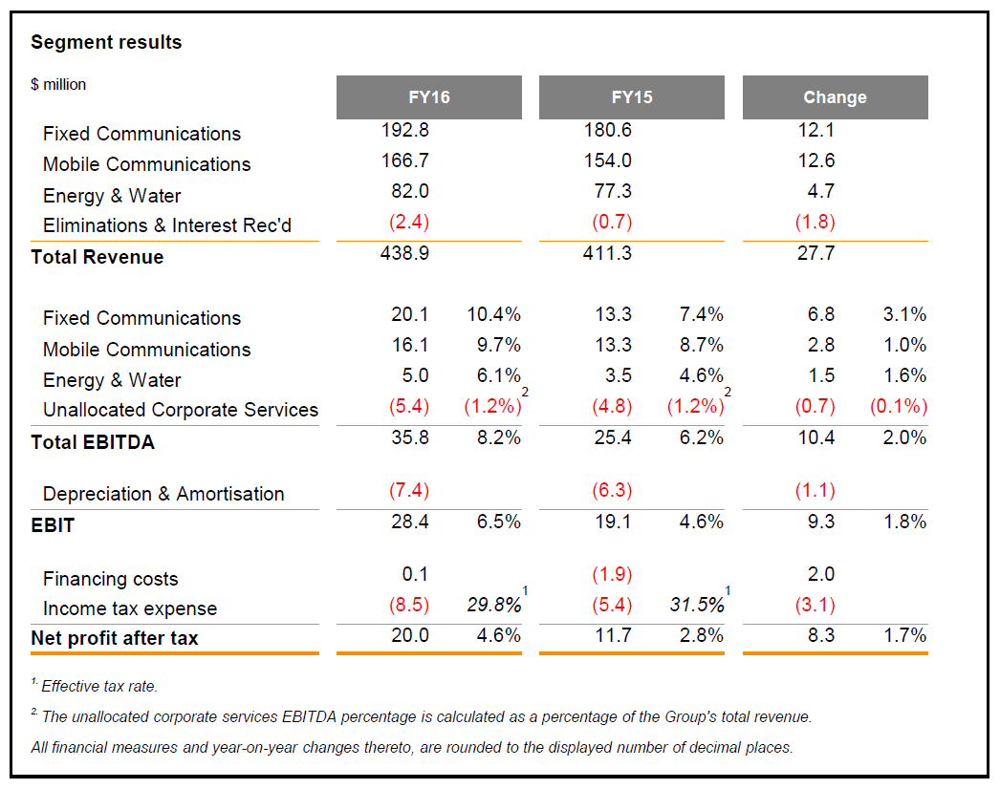 Segment results
$ million
FY16 FY15 Change
Fixed Communications 192.8 180.6 12.1
Mobile Communications 166.7 154.0 12.6
Energy & Water 82.0 77.3 4.7
Eliminations & Interest Rec'd (2.4) (0.7) (1.8)
Total Revenue 438.9 411.3 27.7
Fixed Communications 20.1 10.4% 13.3 7.4% 6.8 3.1%
Mobile Communications 16.1 9.7% 13.3 8.7% 2.8 1.0%
Energy & Water 5.0 6.1% 3.5 4.6% 1.5 1.6%
Unallocated Corporate Services (5.4) (1.2%)2 (4.8) (1.2%)2 (0.7) (0.1%)
Total EBITDA 35.8 8.2% 25.4 6.2% 10.4 2.0%
Depreciation & Amortisation (7.4) (6.3) (1.1)
EBIT 28.4 6.5% 19.1 4.6% 9.3 1.8%
Financing costs 0.1 (1.9) 2.0
Income tax expense (8.5) 29.8%1 (5.4) 31.5%1 (3.1)
Net profit after tax 20.0 4.6% 11.7 2.8% 8.3 1.7%
1. Effective tax rate.
2. The unallocated corporate services EBITDA percentage is calculated as a percentage of the Group's total revenue.
All financial measures and year-on-year changes thereto, are rounded to the displayed number of decimal places.